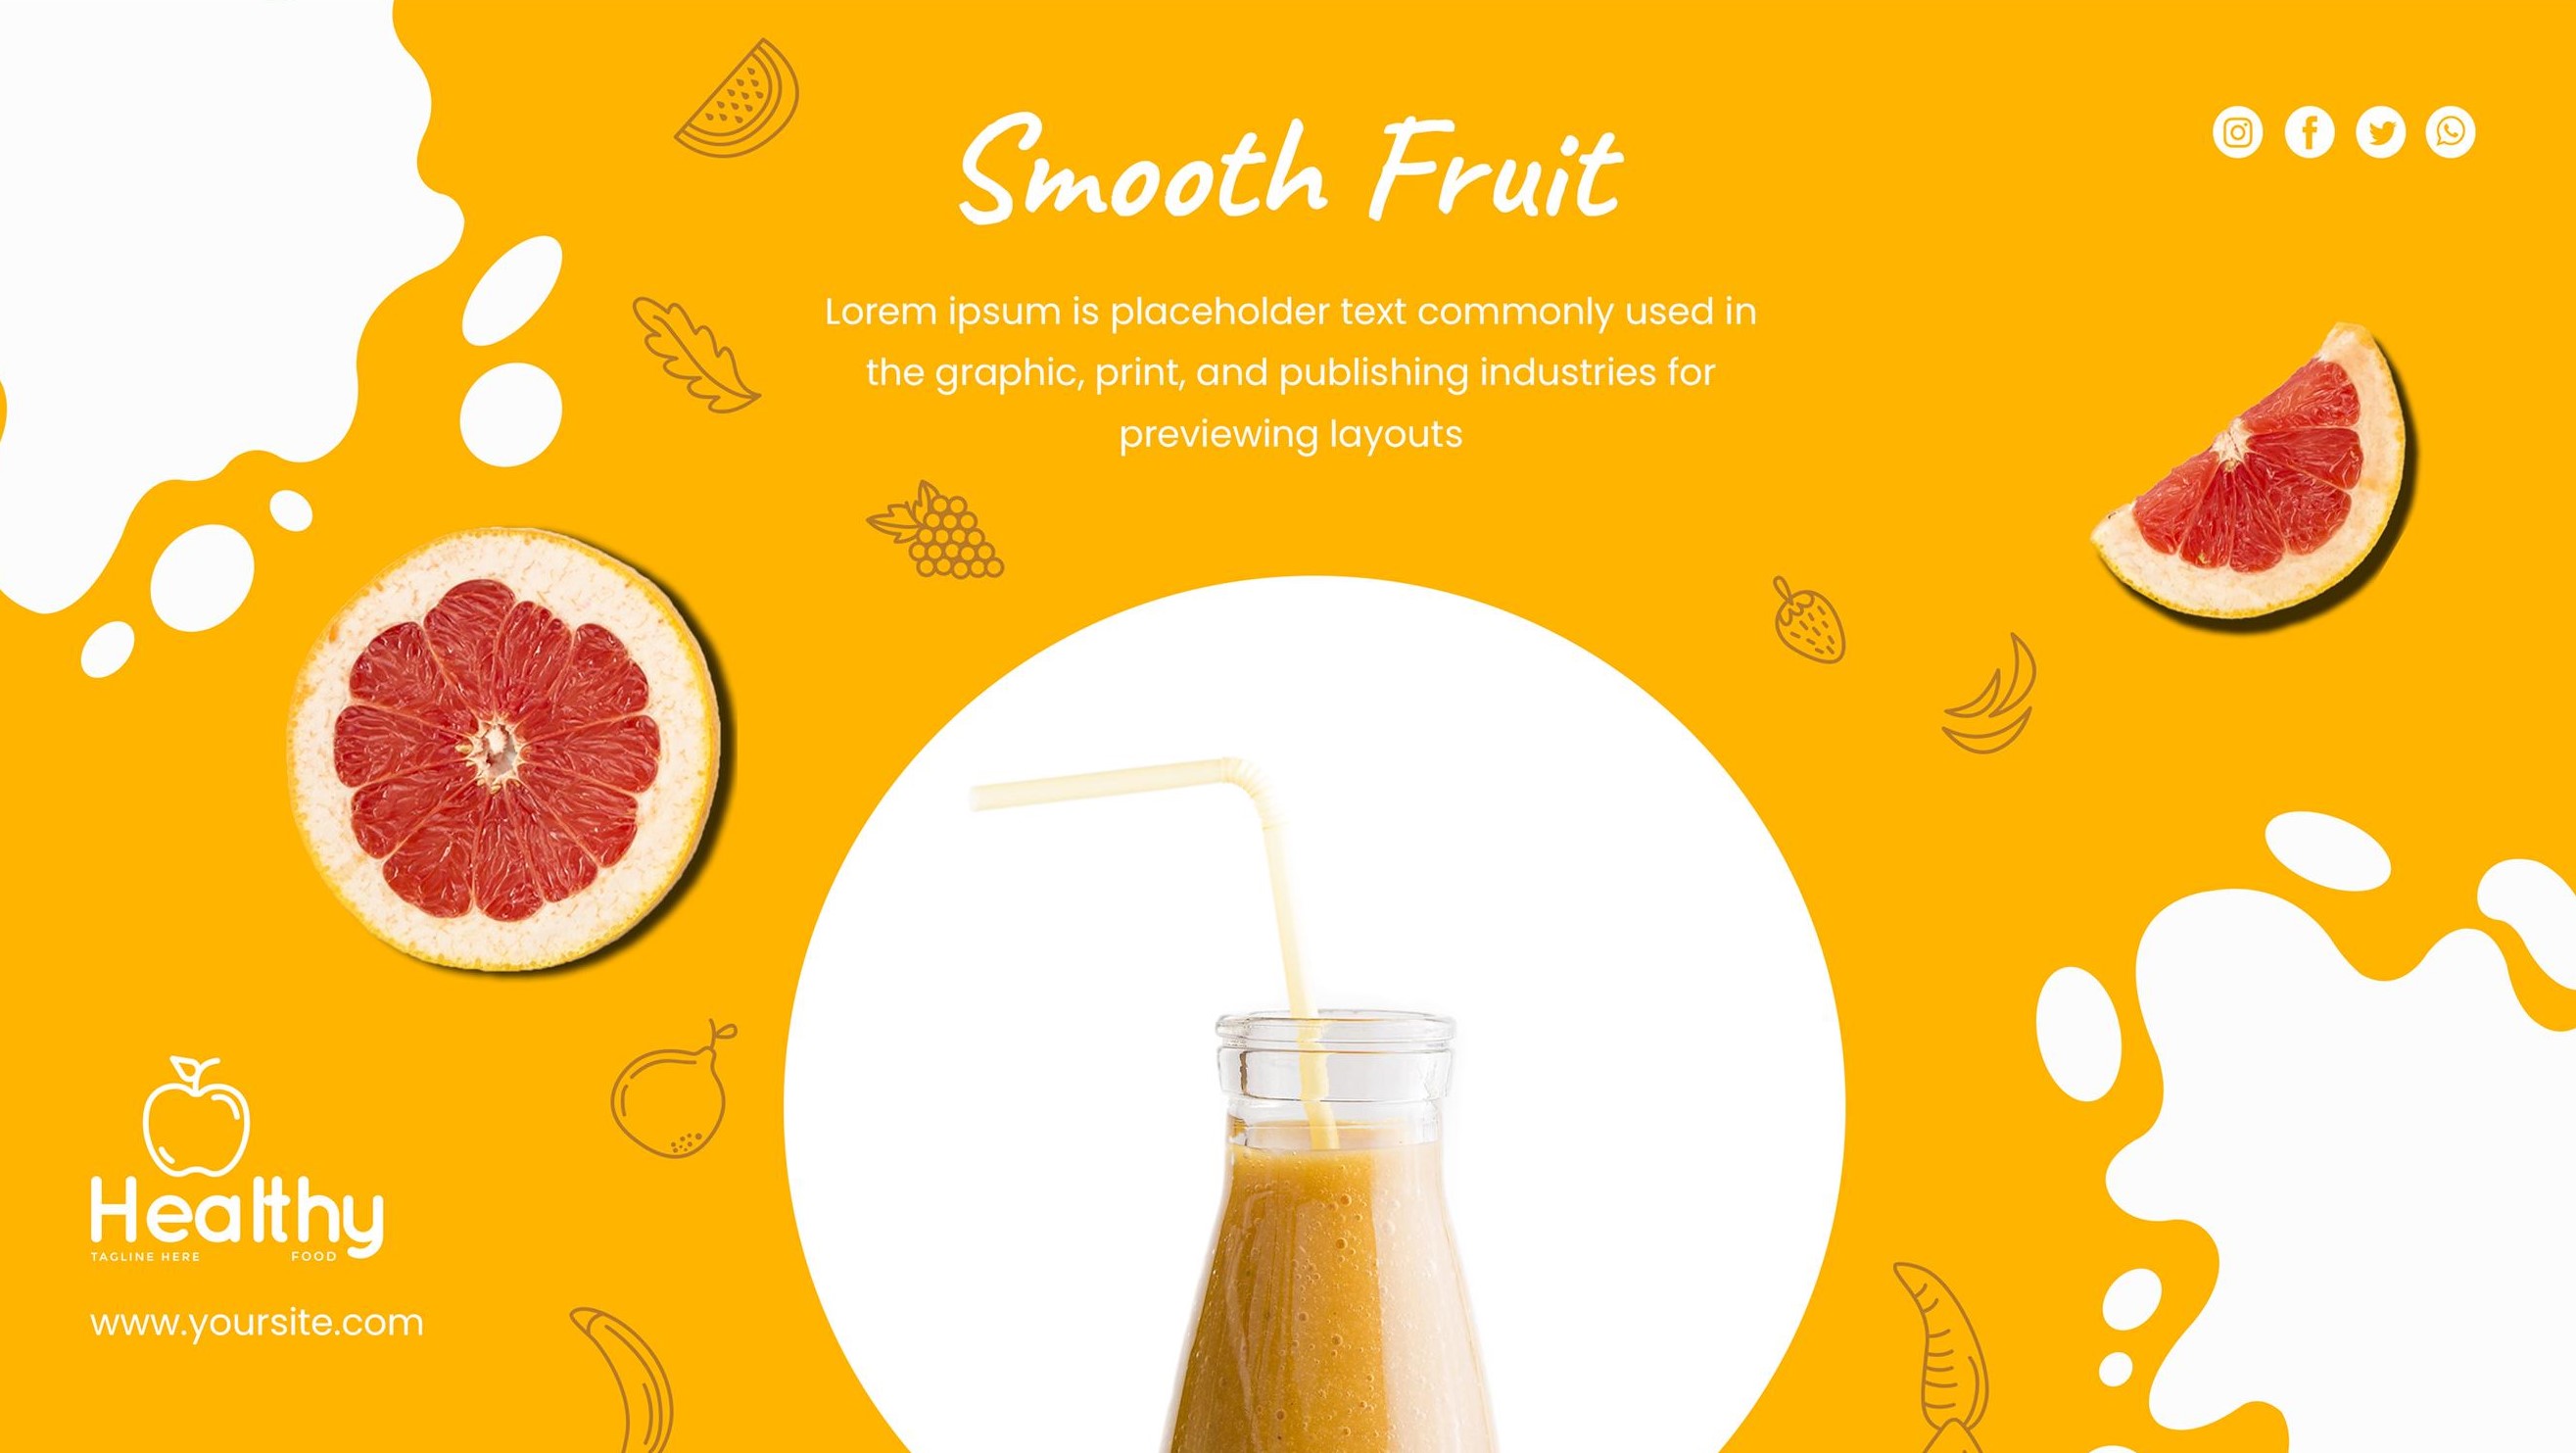 Smooth Fruit
Lorem ipsum is placeholder text commonly used in
the graphic, print, and publishing industries for
previewing layouts
Healthy
TAGLINE HERE FOOD
www.yoursite.com